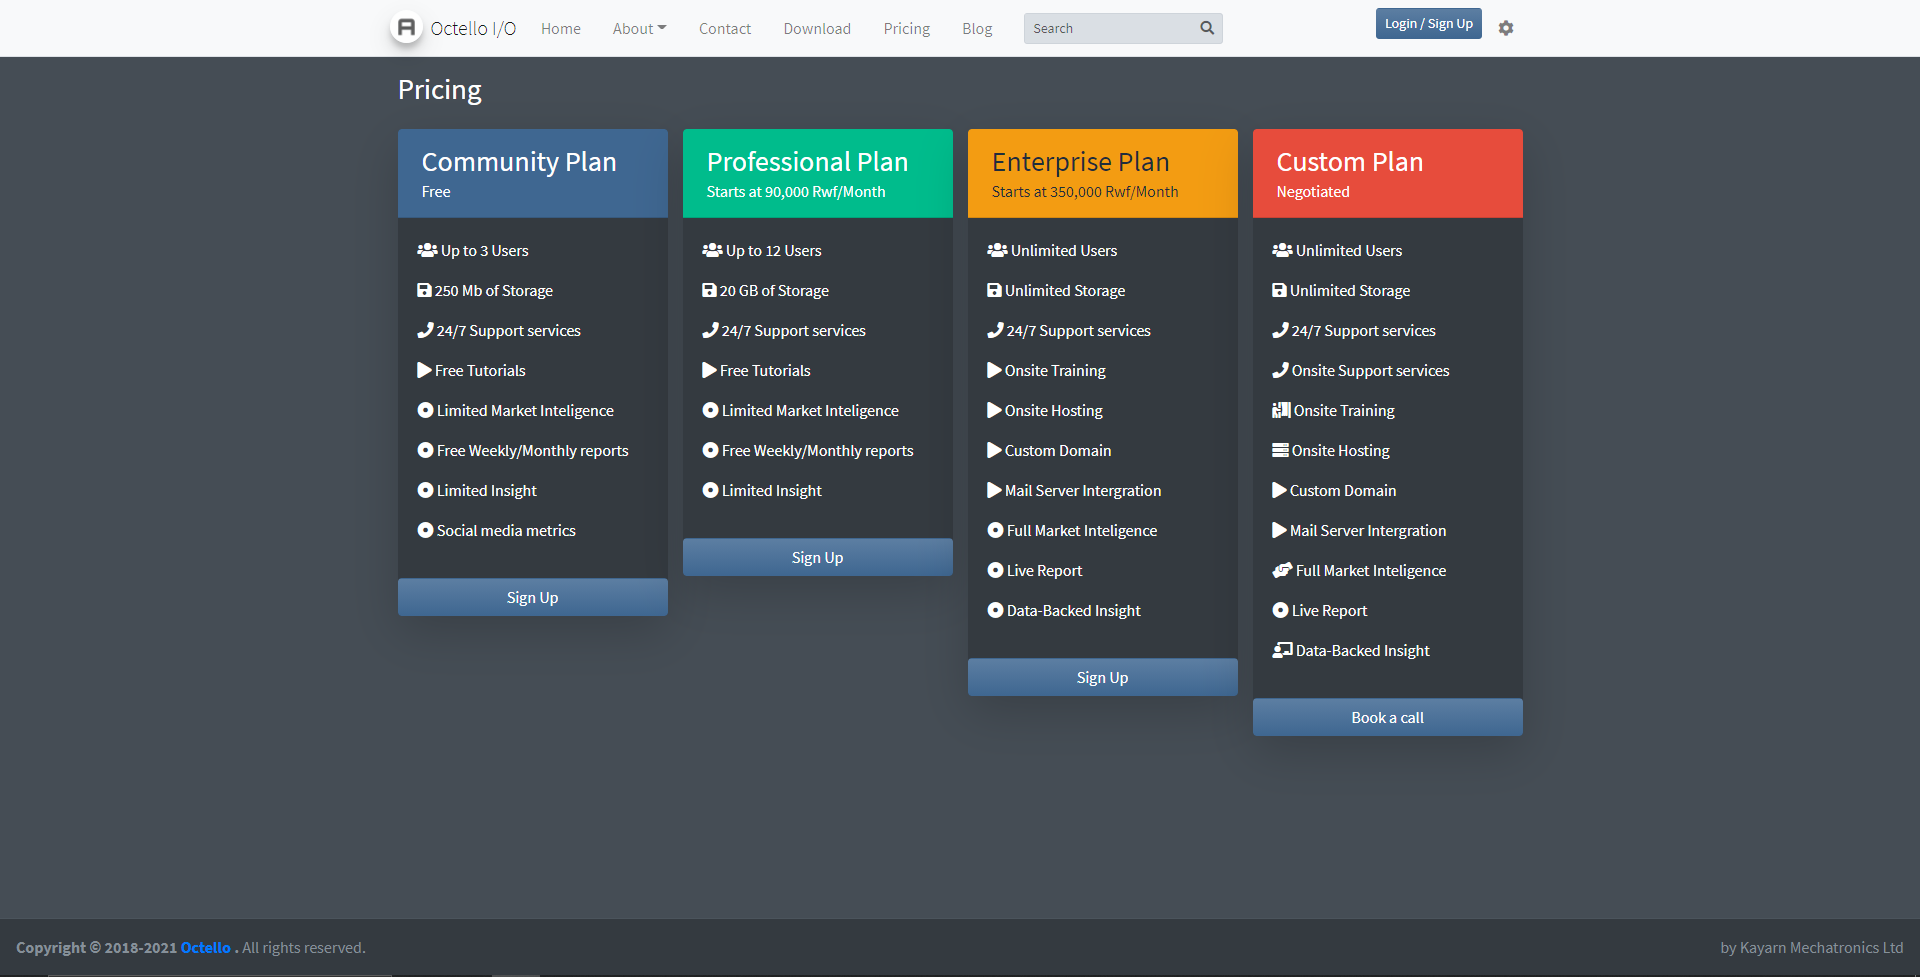 A Octello I/O Home About Contact Download Pricing Blog Search Login / Sign Up
Pricing
Community Plan
Free
Up to 3 Users
250 Mb of Storage
24/7 Support services
Free Tutorials
Limited Market Inteligence
Free Weekly/Monthly reports
Limited Insight
Social media metrics
Sign Up
Professional Plan
Starts at 90,000 Rwf/Month
Up to 12 Users
20 GB of Storage
24/7 Support services
Free Tutorials
Limited Market Inteligence
Free Weekly/Monthly reports
Limited Insight
Sign Up
Enterprise Plan
Starts at 350,000 Rwf/Month
Unlimited Users
Unlimited Storage
24/7 Support services
Onsite Training
Onsite Hosting
Custom Domain
Mail Server Intergration
Full Market Inteligence
Live Report
Data-Backed Insight
Sign Up
Custom Plan
Negotiated
Unlimited Users
Unlimited Storage
24/7 Support services
Onsite Support services
Onsite Training
Onsite Hosting
Custom Domain
Mail Server Intergration
Full Market Inteligence
Live Report
Data-Backed Insight
Book a call
Copyright © 2018-2021 Octello . All rights reserved.
by Kayarn Mechatronics Ltd